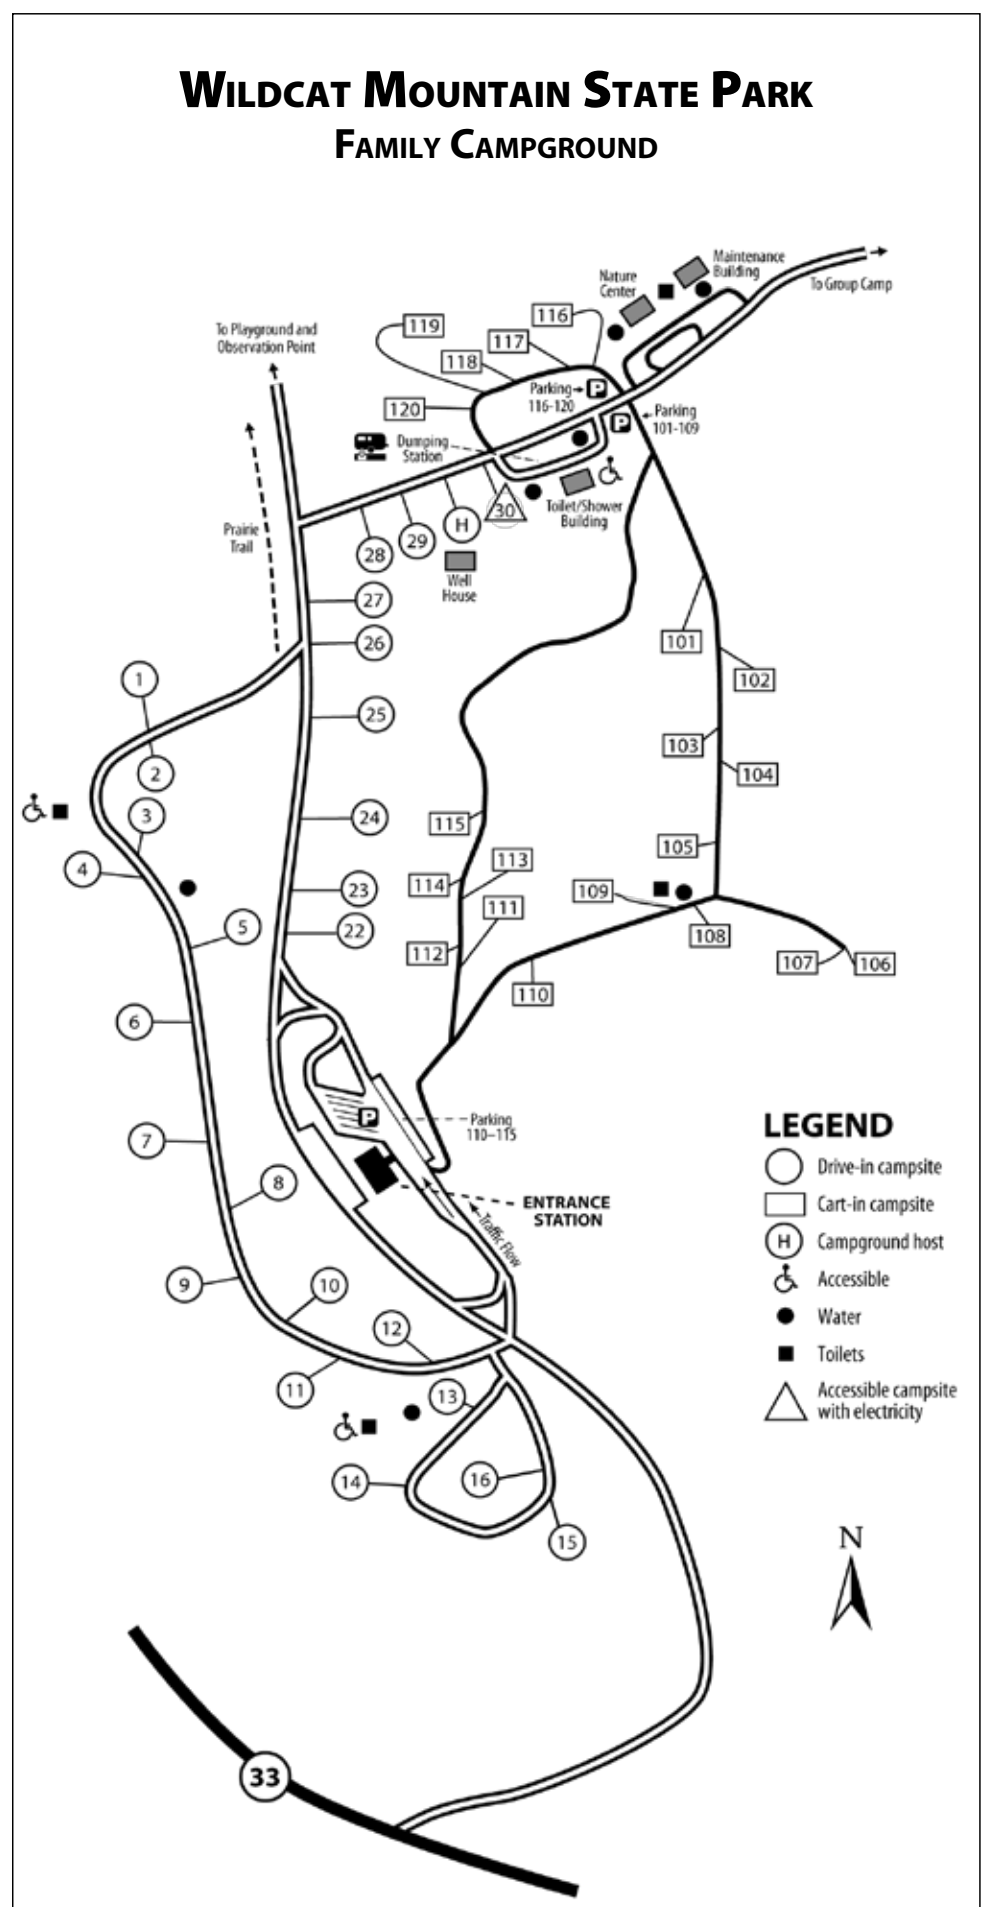 WILDCAT MOUNTAIN STATE PARK
FAMILY CAMPGROUND
Maintenance
Building
Nature
Center
To Group Camp
To Playground and
Observation Point
119
116
117
118
120
Parking
116-120
P
P
Parking
101-109
Dumping
Station
30
Toilet/Shower
Building
H
Well
House
29
28
Prairie
Trail
27
26
25
24
23
22
1
2
3
4
5
6
7
8
9
10
11
12
13
14
15
16
101
102
103
104
105
106
107
108
109
110
111
112
113
114
115
P
Parking
110–115
ENTRANCE
STATION
Traffic Flow
LEGEND
Drive-in campsite
Cart-in campsite
H
Campground host
Accessible
Water
Toilets
Accessible campsite
with electricity
N
33